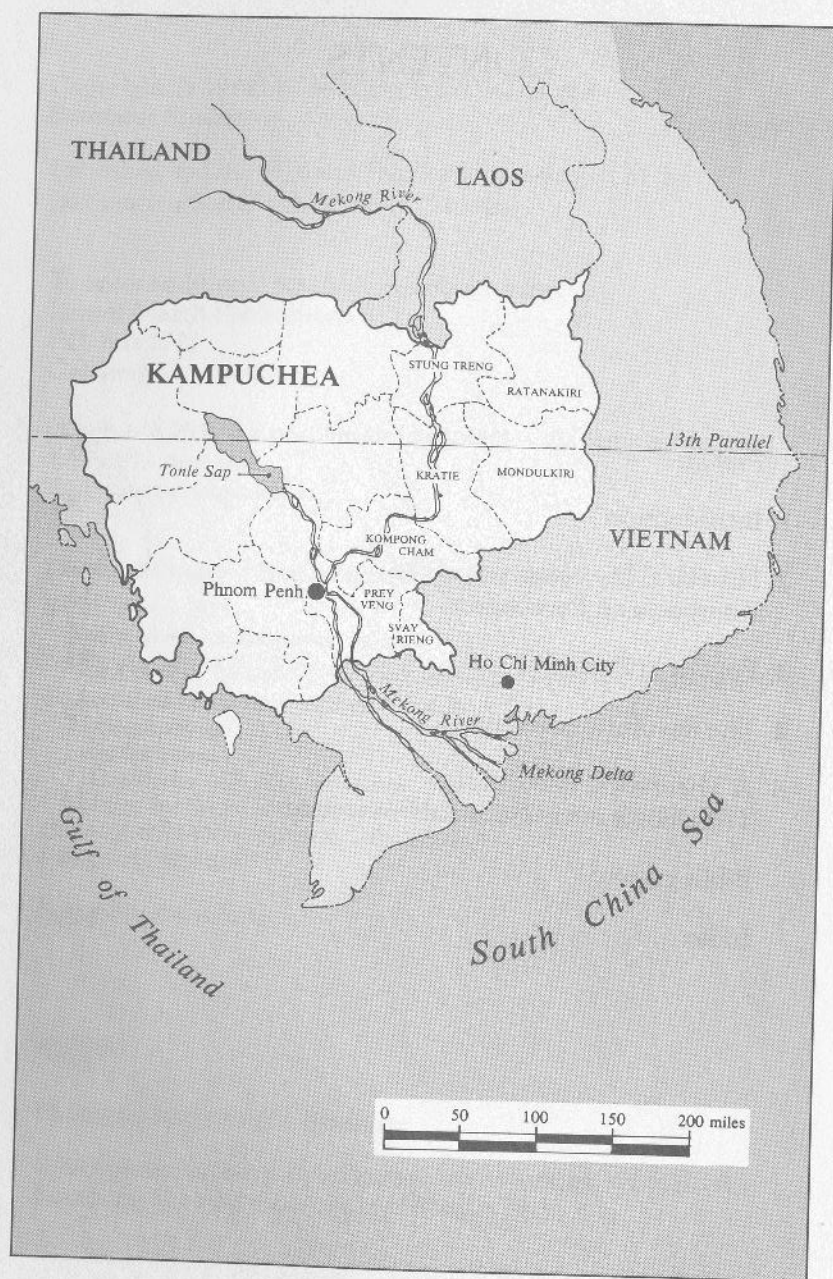 THAILAND
LAOS
Mekong River
KAMPUCHEA
STUNG TRENG
RATANAKIRI
13th Parallel
Tonle Sap
KRATIE
MONDULKIRI
KOMPONG
CHAM
VIETNAM
Phnom Penh
PREY
VENG
SVAY
RIENG
Ho Chi Minh City
Mekong River
Mekong Delta
Gulf of Thailand
South China Sea
0 50 100 150 200 miles